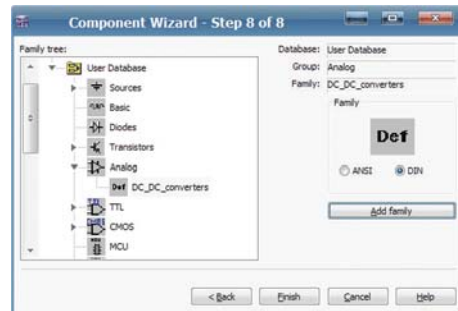 Component Wizard - Step 8 of 8
Family tree:
User Database
Sources
Basic
Diodes
Transistors
Analog
Def DC_DC_converters
TTL
CMOS
MCU
Database: User Database
Group: Analog
Family: DC_DC_converters
Family
Def
ANSI DIN
Add family
< Back Finish Cancel Help